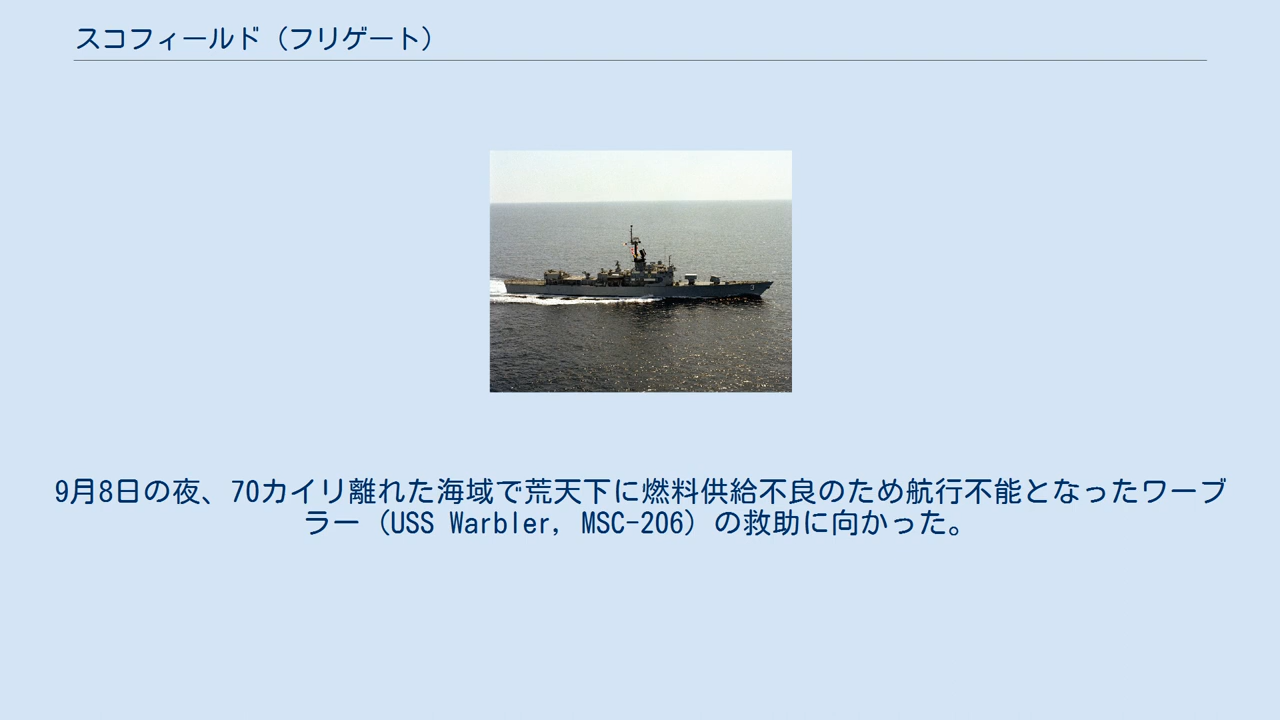 スコフィールド（フリゲート）
9月8日の夜、70カイリ離れた海域で荒天下に燃料供給不良のため航行不能となったワーブ
ラー（USS Warbler, MSC-206）の救助に向かった。